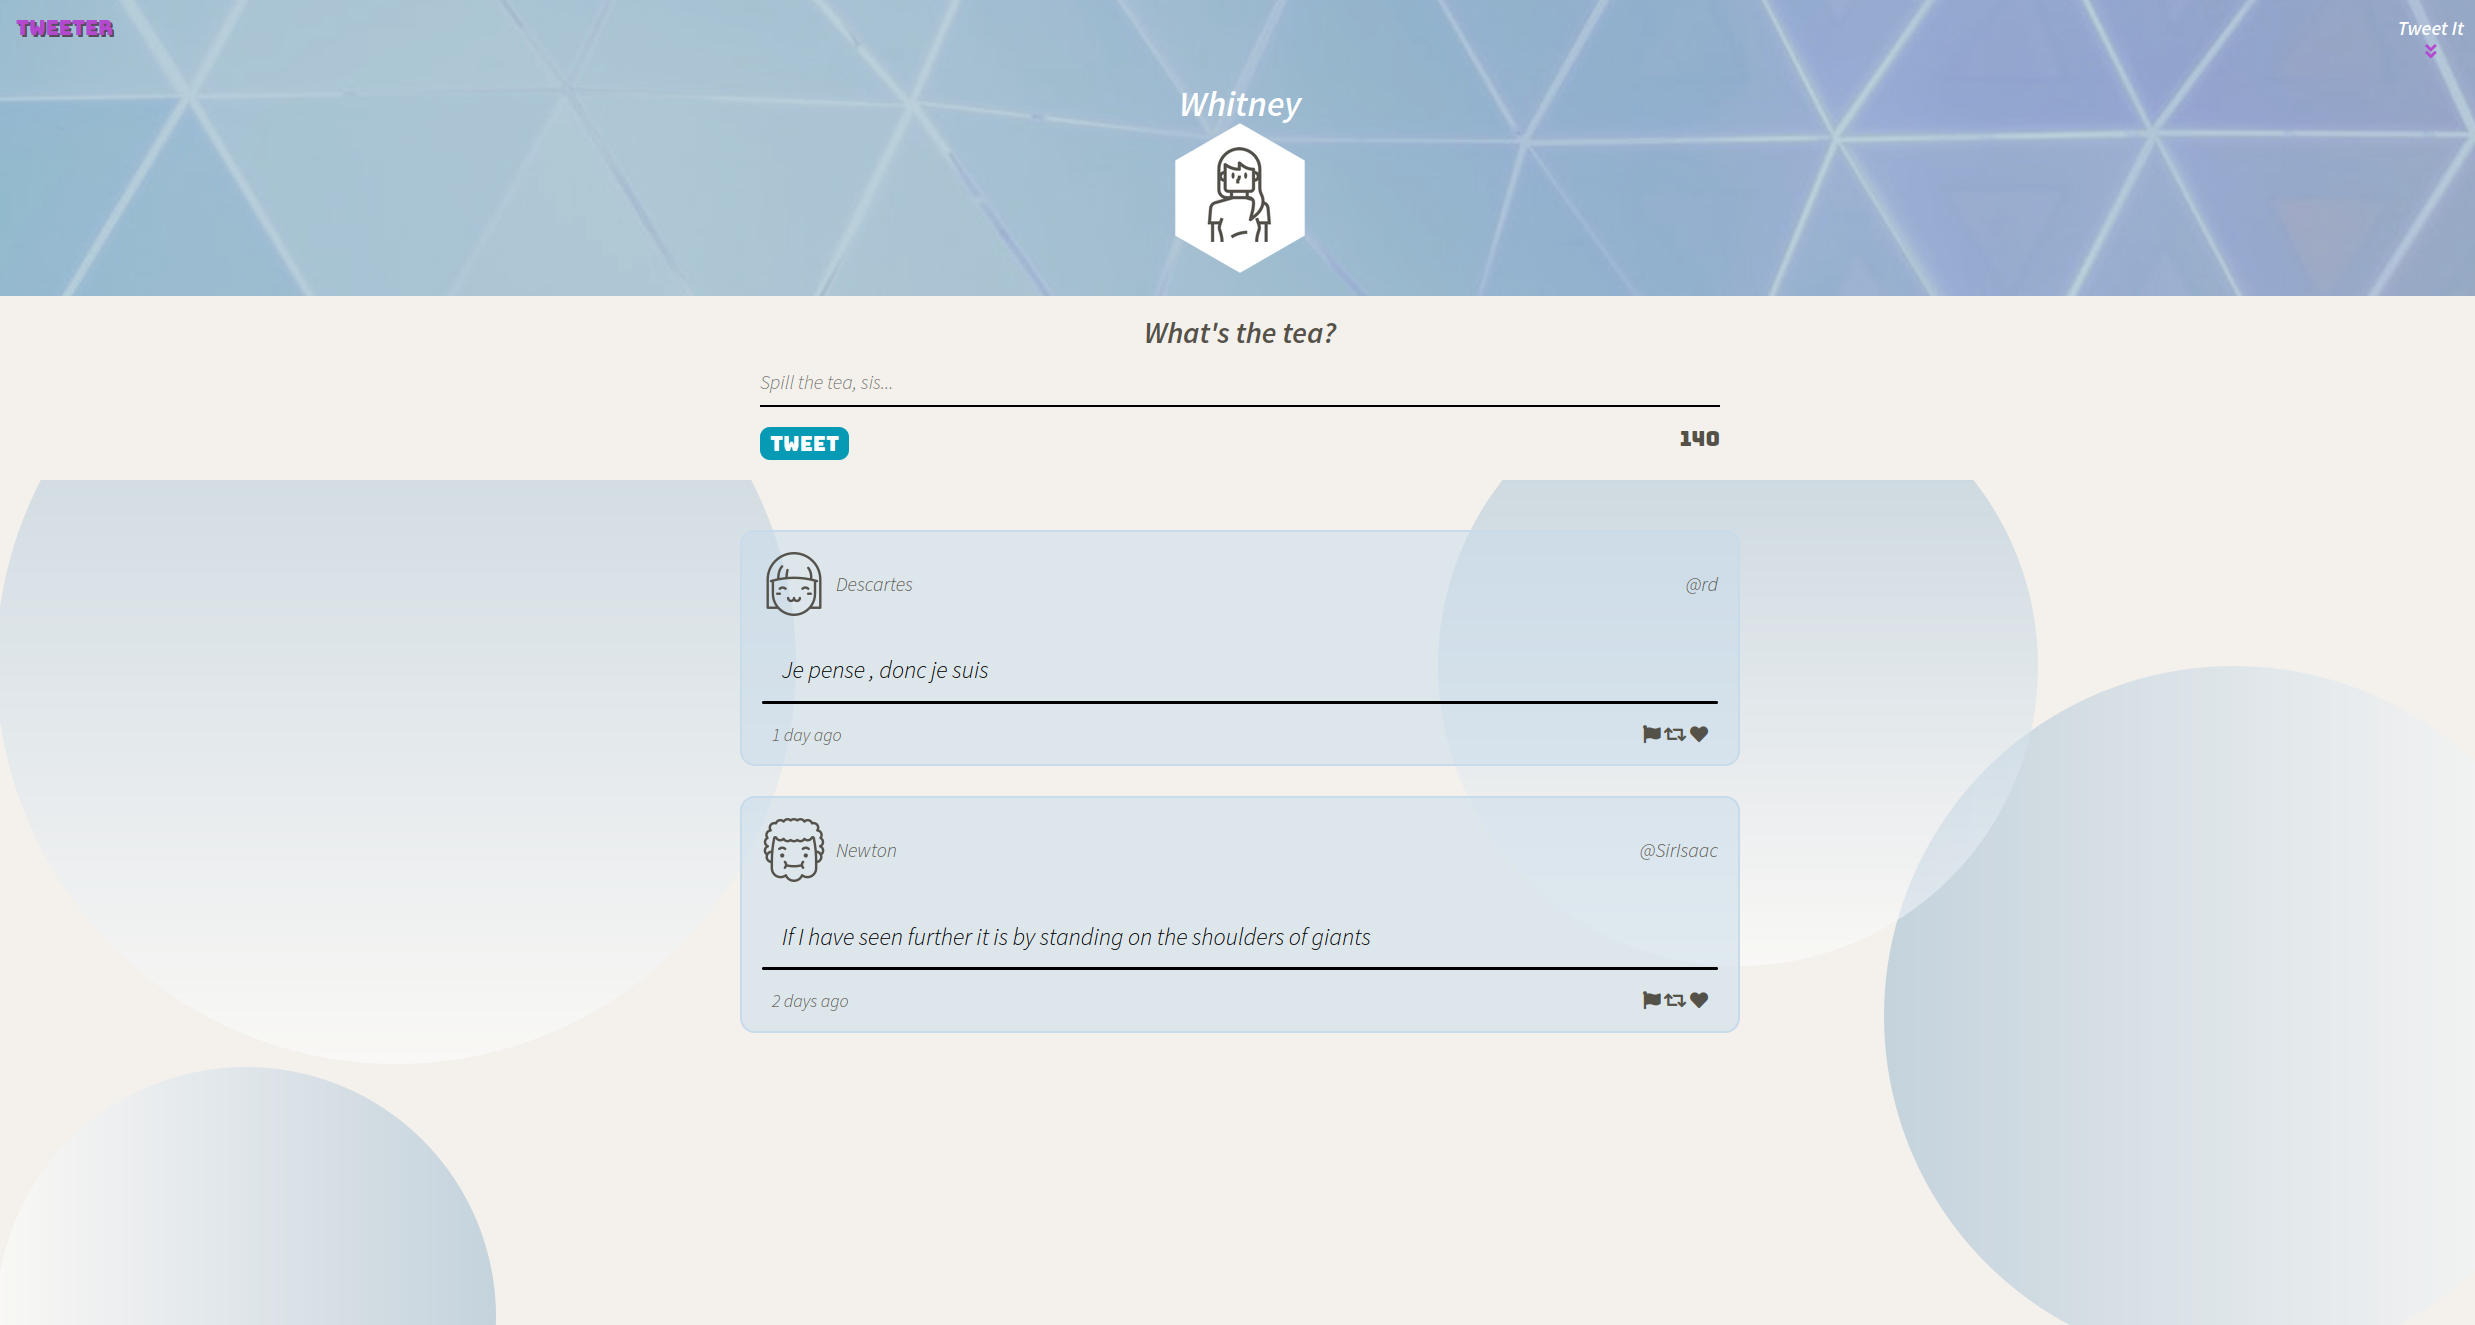 TWEETER
Tweet It
Whitney
What's the tea?
Spill the tea, sis...
TWEET
140
Descartes
@rd
Je pense , donc je suis
1 day ago
Newton
@SirIsaac
If I have seen further it is by standing on the shoulders of giants
2 days ago